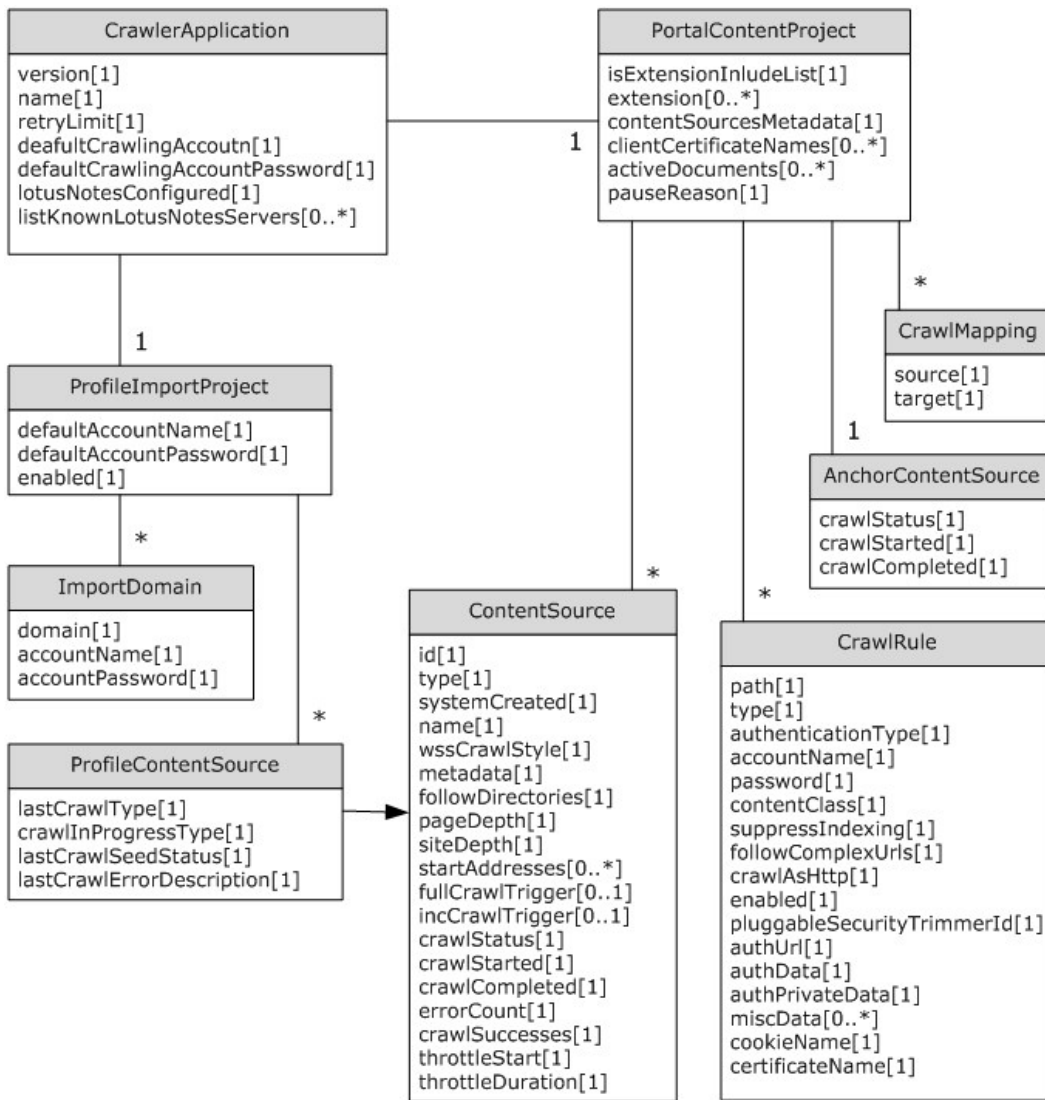 CrawlerApplication
version[1]
name[1]
retryLimit[1]
deafultCrawlingAccoutn[1]
defaultCrawlingAccountPassword[1]
lotusNotesConfigured[1]
listKnownLotusNotesServers[0..*]
1
PortalContentProject
isExtensionInludeList[1]
extension[0..*]
contentSourcesMetadata[1]
clientCertificateNames[0..*]
activeDocuments[0..*]
pauseReason[1]
1
ProfileImportProject
defaultAccountName[1]
defaultAccountPassword[1]
enabled[1]
*
CrawlMapping
source[1]
target[1]
1
AnchorContentSource
crawlStatus[1]
crawlStarted[1]
crawlCompleted[1]
*
ImportDomain
domain[1]
accountName[1]
accountPassword[1]
*
ProfileContentSource
lastCrawlType[1]
crawlInProgressType[1]
lastCrawlSeedStatus[1]
lastCrawlErrorDescription[1]
*
ContentSource
id[1]
type[1]
systemCreated[1]
name[1]
wssCrawlStyle[1]
metadata[1]
followDirectories[1]
pageDepth[1]
siteDepth[1]
startAddresses[0..*]
fullCrawlTrigger[0..1]
incCrawlTrigger[0..1]
crawlStatus[1]
crawlStarted[1]
crawlCompleted[1]
errorCount[1]
crawlSuccesses[1]
throttleStart[1]
throttleDuration[1]
*
CrawlRule
path[1]
type[1]
authenticationType[1]
accountName[1]
password[1]
contentClass[1]
suppressIndexing[1]
followComplexUrls[1]
crawlAsHttp[1]
enabled[1]
pluggableSecurityTrimmerId[1]
authUrl[1]
authData[1]
authPrivateData[1]
miscData[0..*]
cookieName[1]
certificateName[1]